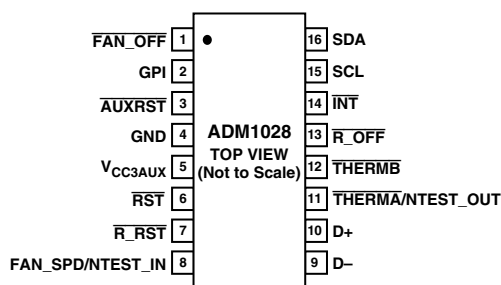 FAN_OFF 1 16 SDA
GPI 2 15 SCL
AUXRST 3 14 INT
GND 4 ADM1028 13 R_OFF
TOP VIEW
VCC3AUX 5 (Not to Scale) 12 THERMB
RST 6 11 THERMA/NTEST_OUT
R_RST 7 10 D+
FAN_SPD/NTEST_IN 8 9 D–